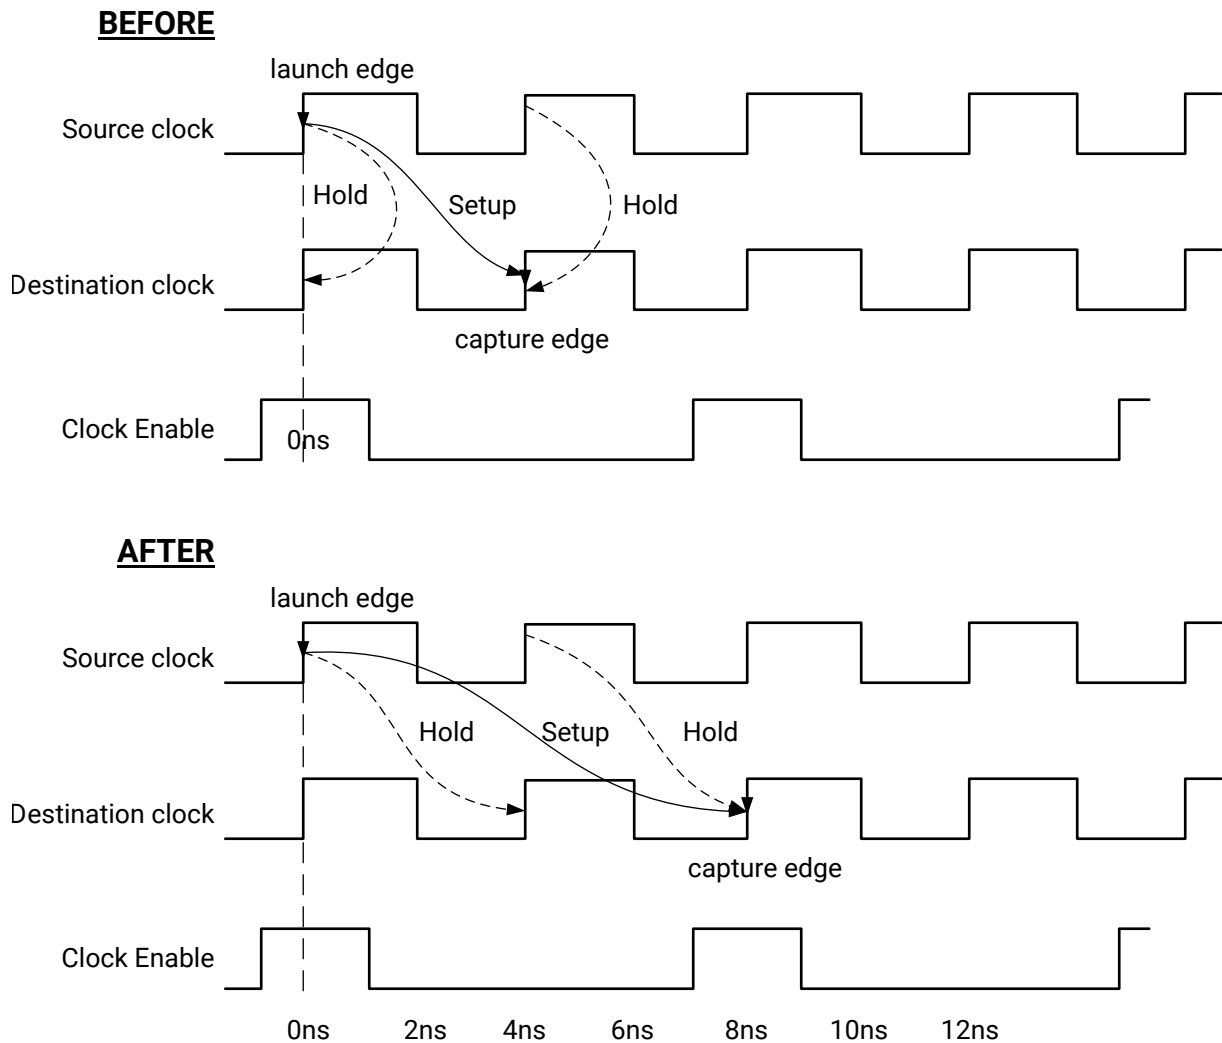 BEFORE
launch edge
Source clock
Hold
Setup
Hold
Destination clock
capture edge
Clock Enable
0ns
AFTER
launch edge
Source clock
Hold
Setup
Hold
Destination clock
capture edge
Clock Enable
0ns 2ns 4ns 6ns 8ns 10ns 12ns